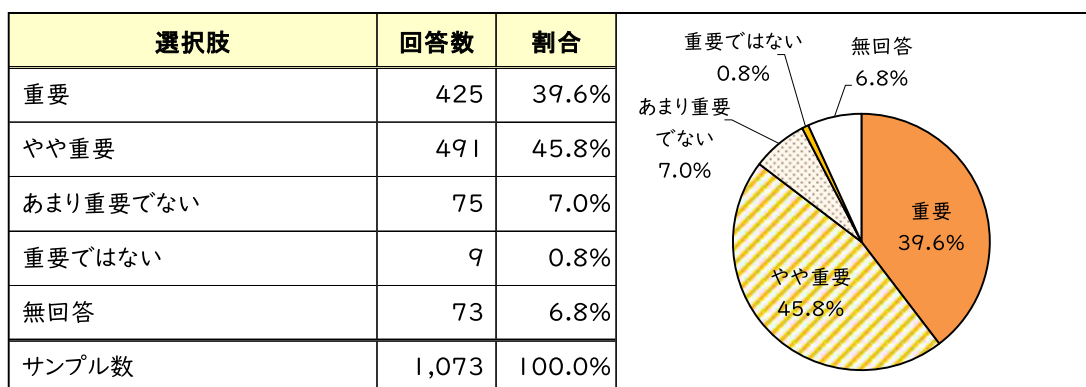 選択肢 回答数 割合
重要 425 39.6%
やや重要 491 45.8%
あまり重要でない 75 7.0%
重要ではない 9 0.8%
無回答 73 6.8%
サンプル数 1,073 100.0%
重要ではない
0.8%
無回答
6.8%
あまり重要
でない
7.0%
重要
39.6%
やや重要
45.8%